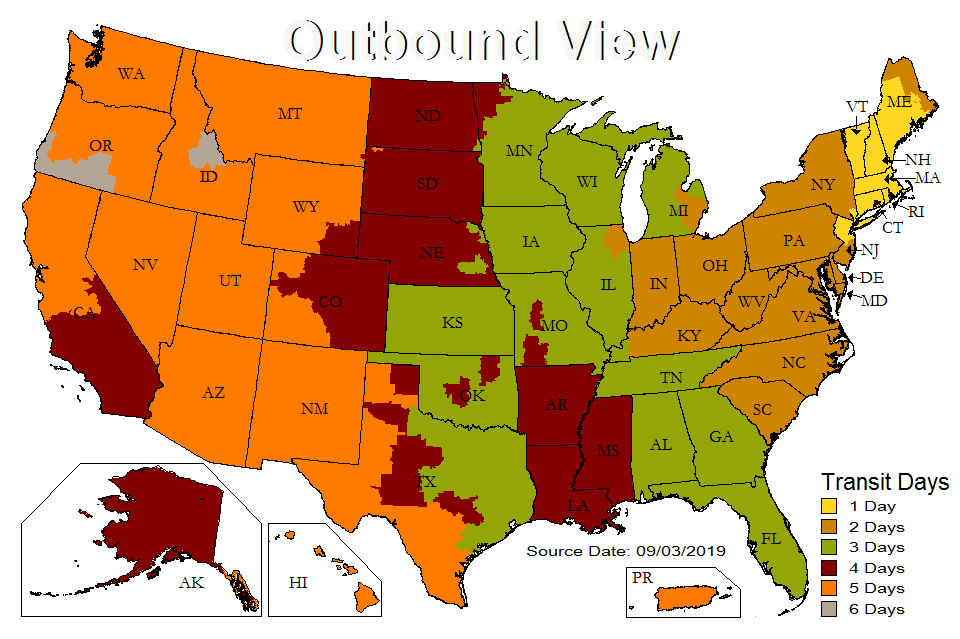 Outbound View
WA
MT
ND
MN
VT
ME
OR
ID
SD
WI
MI
NY
NH
MA
WY
RI
CT
NV
UT
NE
IA
PA
NJ
CO
IL
IN
OH
WV
DE
MD
CA
KS
MO
KY
VA
AZ
NM
OK
AR
TN
NC
SC
TX
LA
MS
AL
GA
FL
AK
HI
PR
Source Date: 09/03/2019
Transit Days
1 Day
2 Days
3 Days
4 Days
5 Days
6 Days